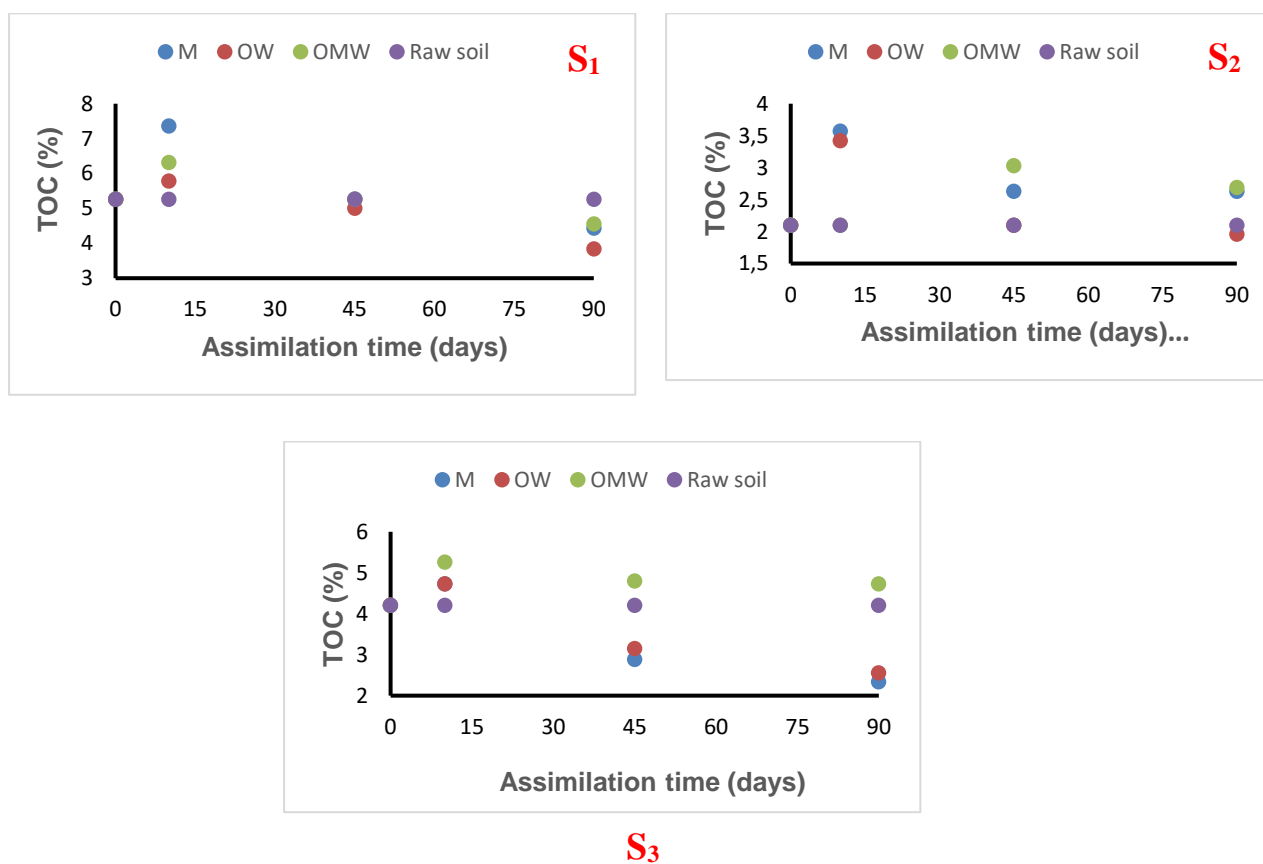 M OW OMW Raw soil
S1
TOC (%)
8
7
6
5
4
3
0 15 30 45 60 75 90
Assimilation time (days)
M OW OMW Raw soil
S2
TOC (%)
4
3,5
3
2,5
2
1,5
0 15 30 45 60 75 90
Assimilation time (days)...
M OW OMW Raw soil
TOC (%)
6
5
4
3
2
0 15 30 45 60 75 90
Assimilation time (days)
S3